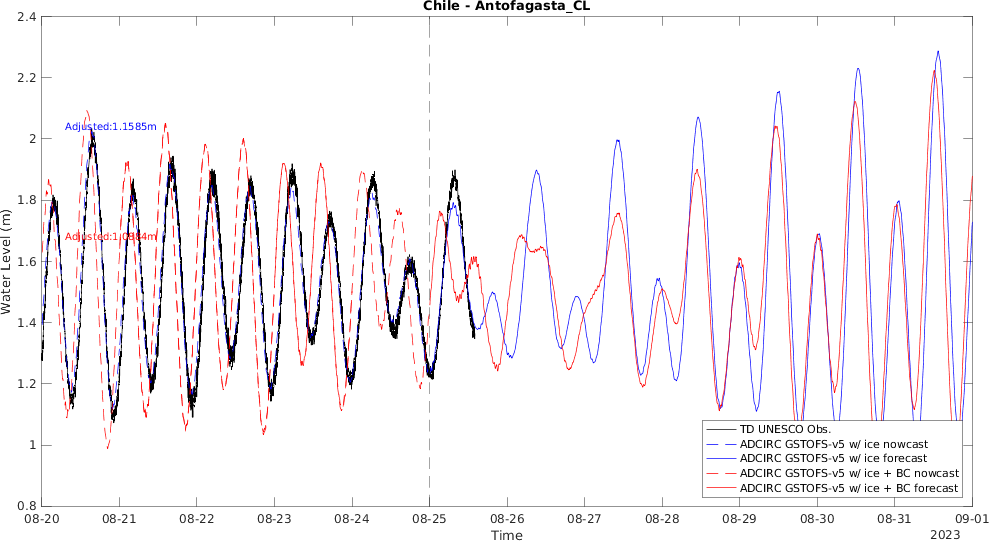 Chile - Antofagasta_CL
Water Level (m)
2.4
2.2
2
1.8
1.6
1.4
1.2
1
0.8
Adjusted:1.1585m
TD UNESCO Obs.
ADCIRC GSTOFS-v5 w/ ice nowcast
ADCIRC GSTOFS-v5 w/ ice forecast
ADCIRC GSTOFS-v5 w/ ice + BC nowcast
ADCIRC GSTOFS-v5 w/ ice + BC forecast
08-20 08-21 08-22 08-23 08-24 08-25 08-26 08-27 08-28 08-29 08-30 08-31 09-01
Time
2023